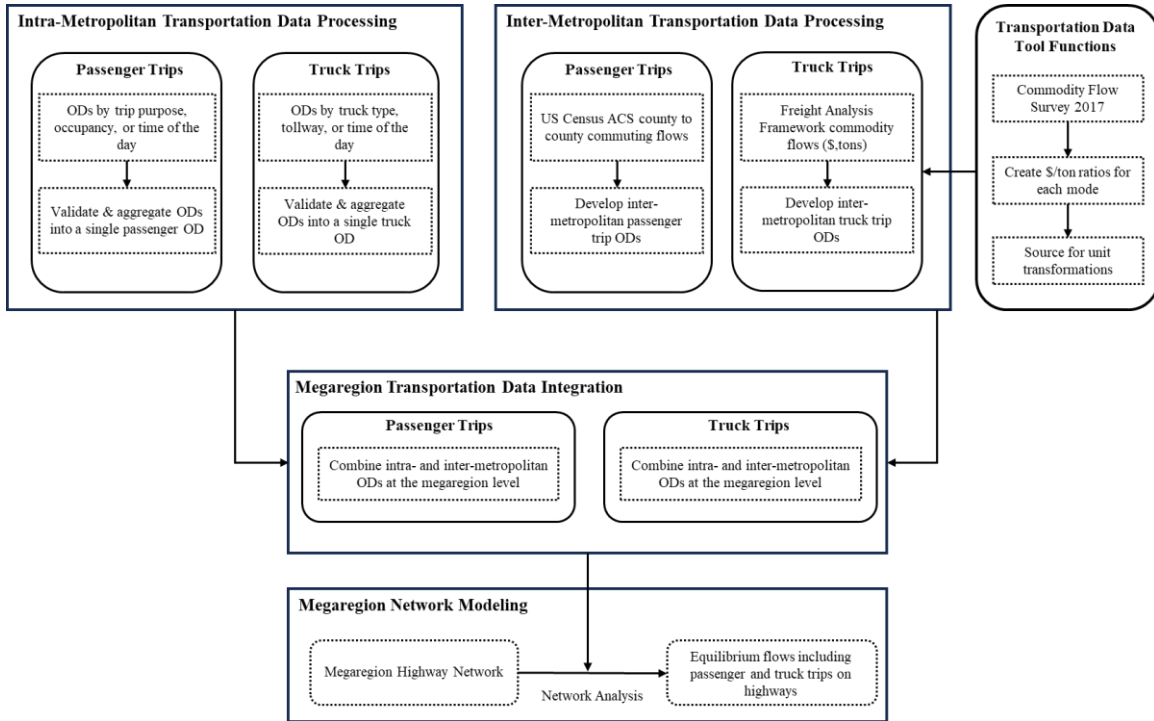 Intra-Metropolitan Transportation Data Processing
Passenger Trips
ODs by trip purpose,
occupancy, or time of the
day
Validate & aggregate ODs
into a single passenger OD
Truck Trips
ODs by truck type,
tollway, or time of the
day
Validate & aggregate
ODs into a single truck
OD
Inter-Metropolitan Transportation Data Processing
Passenger Trips
US Census ACS county to
county commuting flows
Develop inter-
metropolitan passenger
trip ODs
Truck Trips
Freight Analysis
Framework commodity
flows ($,tons)
Develop inter-
metropolitan truck trip
ODs
Transportation Data
Tool Functions
Commodity Flow
Survey 2017
Create $/ton ratios for
each mode
Source for unit
transformations
Megaregion Transportation Data Integration
Passenger Trips
Combine intra- and inter-metropolitan
ODs at the megaregion level
Truck Trips
Combine intra- and inter-metropolitan
ODs at the megaregion level
Megaregion Network Modeling
Megaregion Highway Network
Network Analysis
Equilibrium flows including
passenger and truck trips on
highways